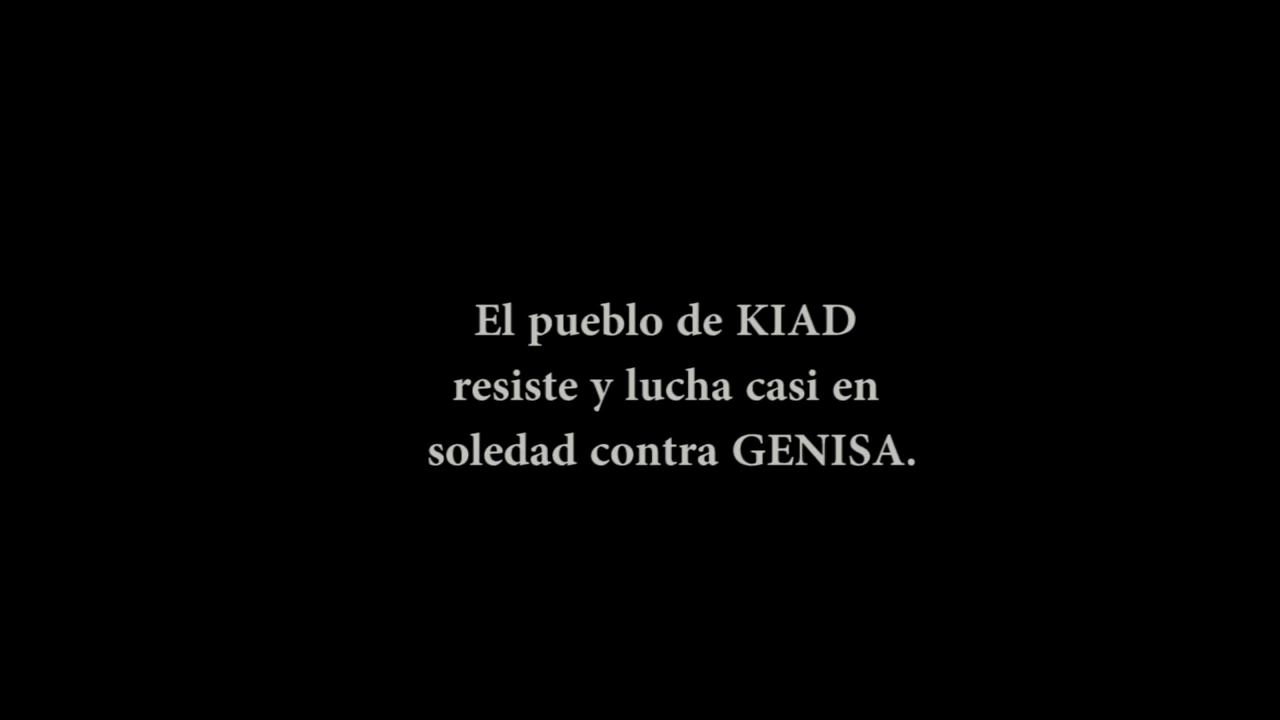 El pueblo de KIAD
resiste y lucha casi en
soledad contra GENISA.